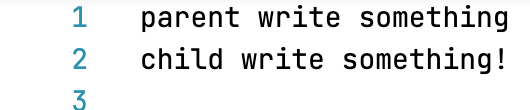 1 parent write something
2 child write something!
3